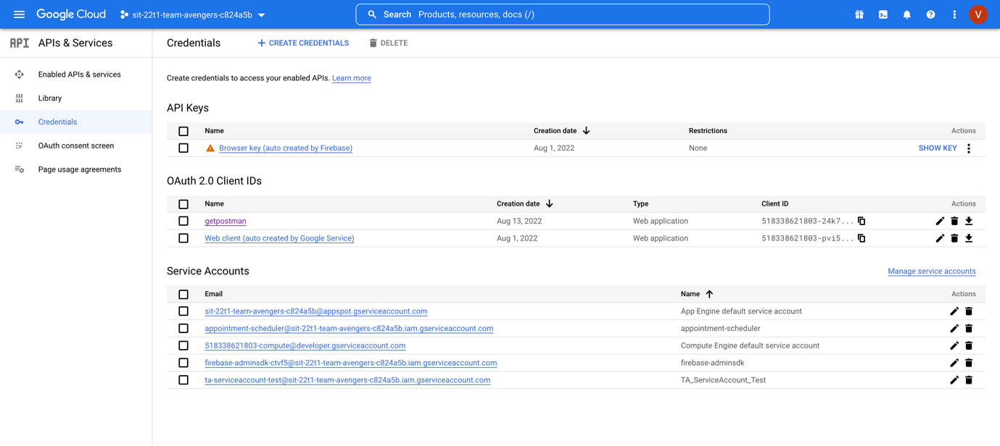 Google Cloud sit-22t1-team-avengers-c824a5b Search Products, resources, docs (/) V
API APIs & Services Credentials + CREATE CREDENTIALS DELETE
Enabled APIs & services
Library
Credentials
OAuth consent screen
Page usage agreements
Create credentials to access your enabled APIs. Learn more
API Keys
Name Creation date Restrictions Actions
Browser key (auto created by Firebase) Aug 1, 2022 None SHOW KEY
OAuth 2.0 Client IDs
Name Creation date Type Client ID Actions
getpostman Aug 13, 2022 Web application 518338621803-24k7...
Web client (auto created by Google Service) Aug 1, 2022 Web application 518338621803-pvi5...
Service Accounts Manage service accounts
Email Name Actions
sit-22t1-team-avengers-c824a5b@appspot.gserviceaccount.com App Engine default service account
appointment-scheduler@sit-22t1-team-avengers-c824a5b.iam.gserviceaccount.com appointment-scheduler
518338621803-compute@developer.gserviceaccount.com Compute Engine default service account
firebase-adminsdk-ctvf5@sit-22t1-team-avengers-c824a5b.iam.gserviceaccount.com firebase-adminsdk
ta-serviceaccount-test@sit-22t1-team-avengers-c824a5b.iam.gserviceaccount.com TA_ServiceAccount_Test